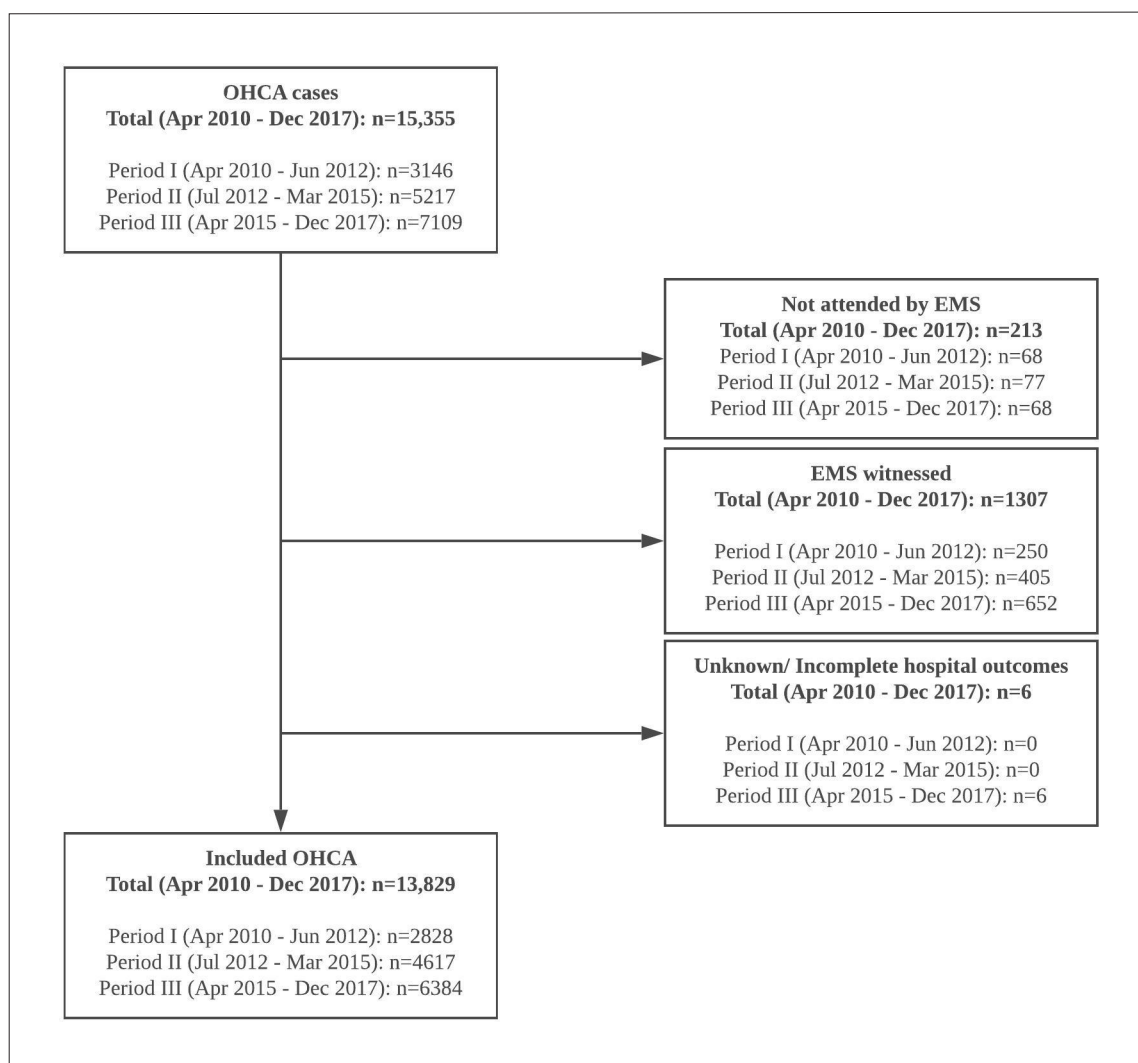 OHCA cases
Total (Apr 2010 - Dec 2017): n=15,355
Period I (Apr 2010 - Jun 2012): n=3146
Period II (Jul 2012 - Mar 2015): n=5217
Period III (Apr 2015 - Dec 2017): n=7109
Not attended by EMS
Total (Apr 2010 - Dec 2017): n=213
Period I (Apr 2010 - Jun 2012): n=68
Period II (Jul 2012 - Mar 2015): n=77
Period III (Apr 2015 - Dec 2017): n=68
EMS witnessed
Total (Apr 2010 - Dec 2017): n=1307
Period I (Apr 2010 - Jun 2012): n=250
Period II (Jul 2012 - Mar 2015): n=405
Period III (Apr 2015 - Dec 2017): n=652
Unknown/ Incomplete hospital outcomes
Total (Apr 2010 - Dec 2017): n=6
Period I (Apr 2010 - Jun 2012): n=0
Period II (Jul 2012 - Mar 2015): n=0
Period III (Apr 2015 - Dec 2017): n=6
Included OHCA
Total (Apr 2010 - Dec 2017): n=13,829
Period I (Apr 2010 - Jun 2012): n=2828
Period II (Jul 2012 - Mar 2015): n=4617
Period III (Apr 2015 - Dec 2017): n=6384